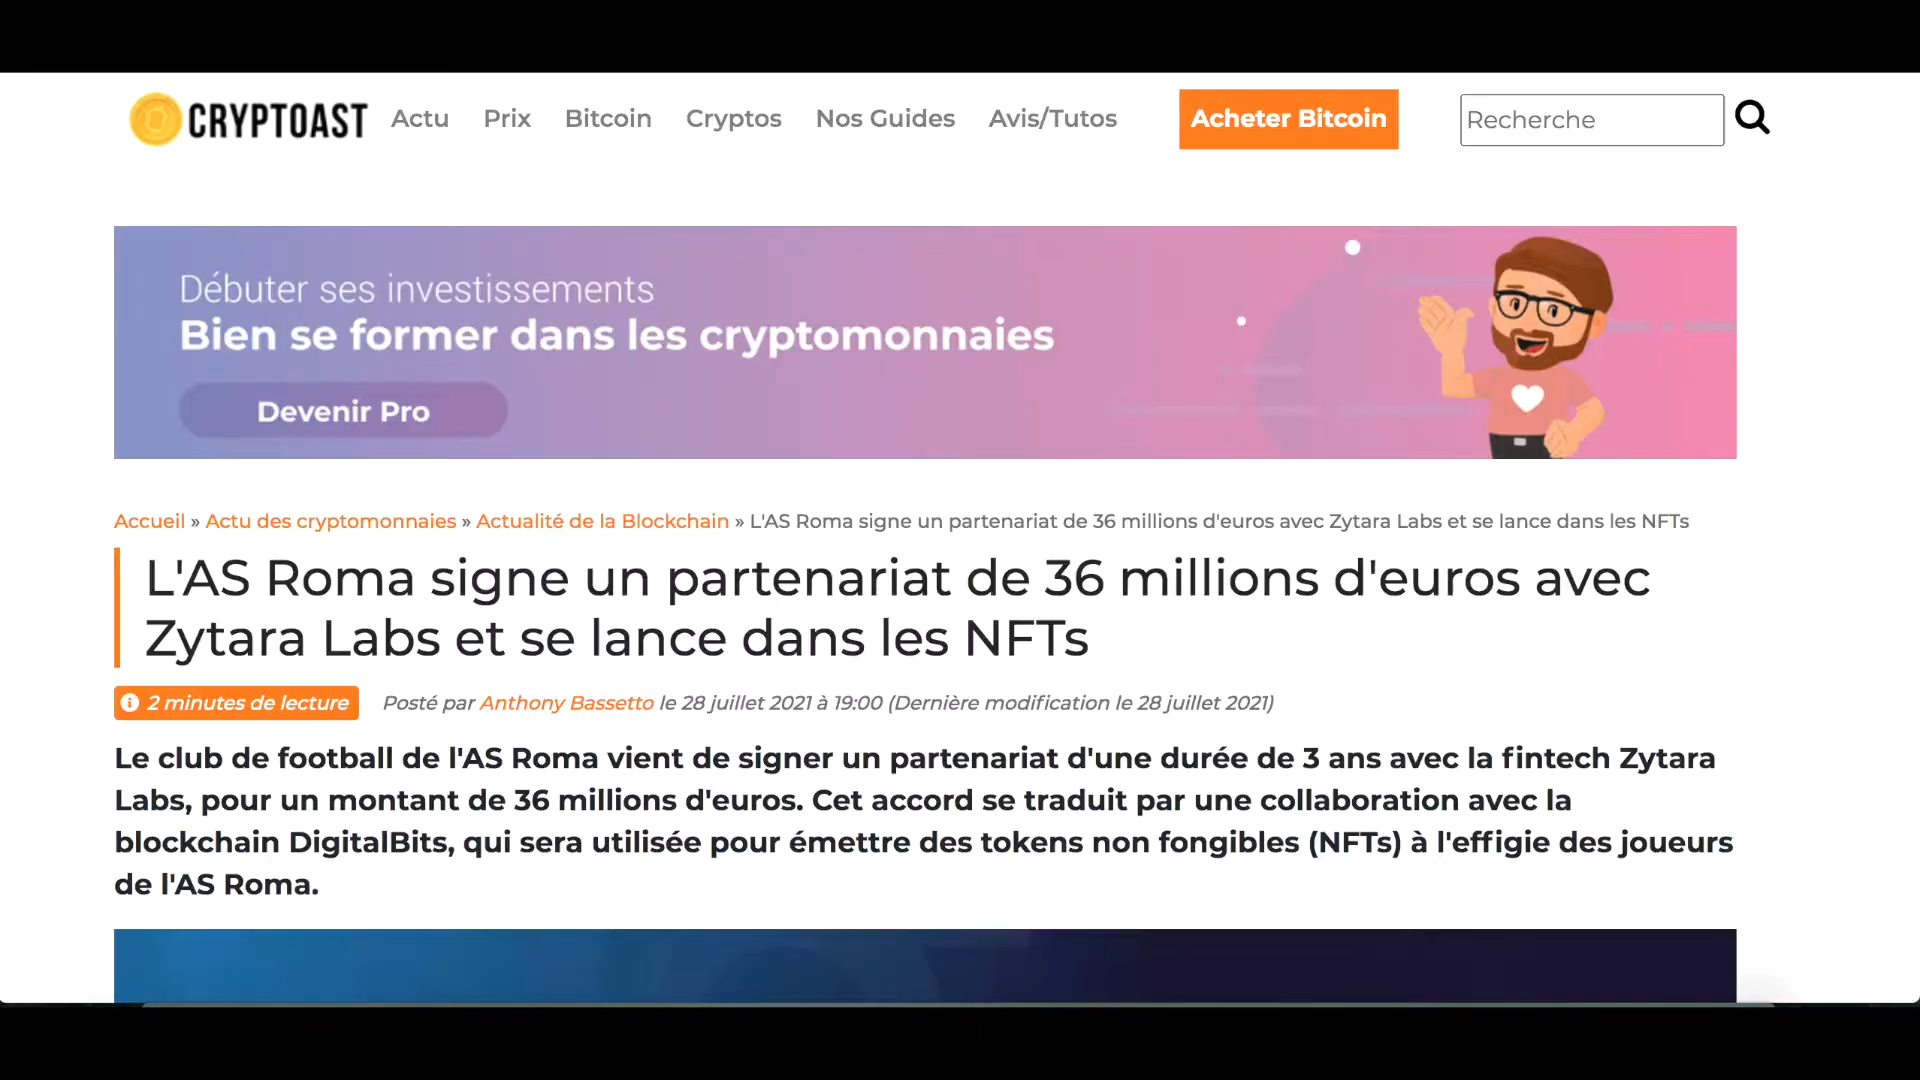 CRYPTOAST Actu Prix Bitcoin Cryptos Nos Guides Avis/Tutos Acheter Bitcoin Recherche
Débuter ses investissements
Bien se former dans les cryptomonnaies
Devenir Pro
Accueil » Actu des cryptomonnaies » Actualité de la Blockchain » L'AS Roma signe un partenariat de 36 millions d'euros avec Zytara Labs et se lance dans les NFTs
L'AS Roma signe un partenariat de 36 millions d'euros avec
Zytara Labs et se lance dans les NFTs
2 minutes de lecture Posté par Anthony Bassetto le 28 juillet 2021 à 19:00 (Dernière modification le 28 juillet 2021)
Le club de football de l'AS Roma vient de signer un partenariat d'une durée de 3 ans avec la fintech Zytara
Labs, pour un montant de 36 millions d'euros. Cet accord se traduit par une collaboration avec la
blockchain DigitalBits, qui sera utilisée pour émettre des tokens non fongibles (NFTs) à l'effigie des joueurs
de l'AS Roma.